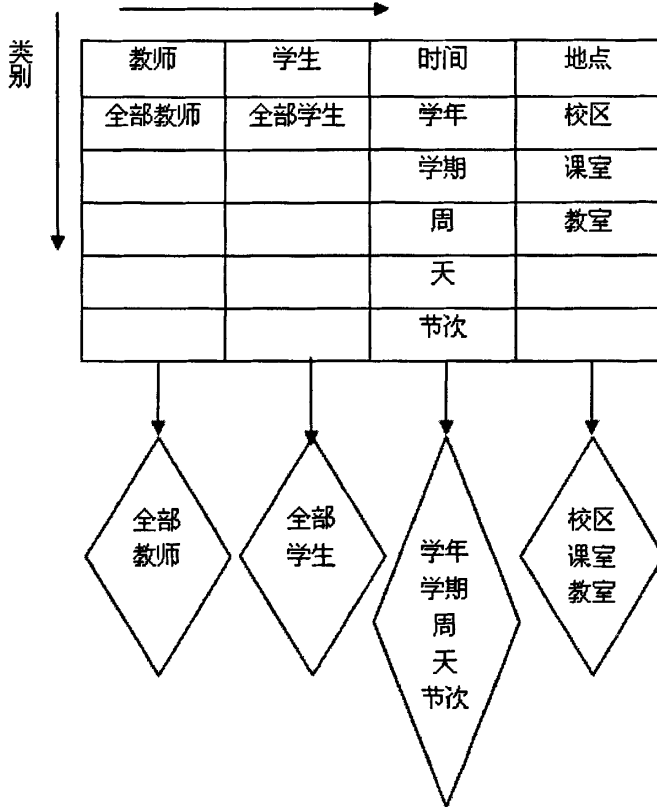 类别
教师 学生 时间 地点
全部教师 全部学生 学年 校区
学期 课室
周 教室
天
节次
全部
教师
全部
学生
学年
学期
周
天
节次
校区
课室
教室